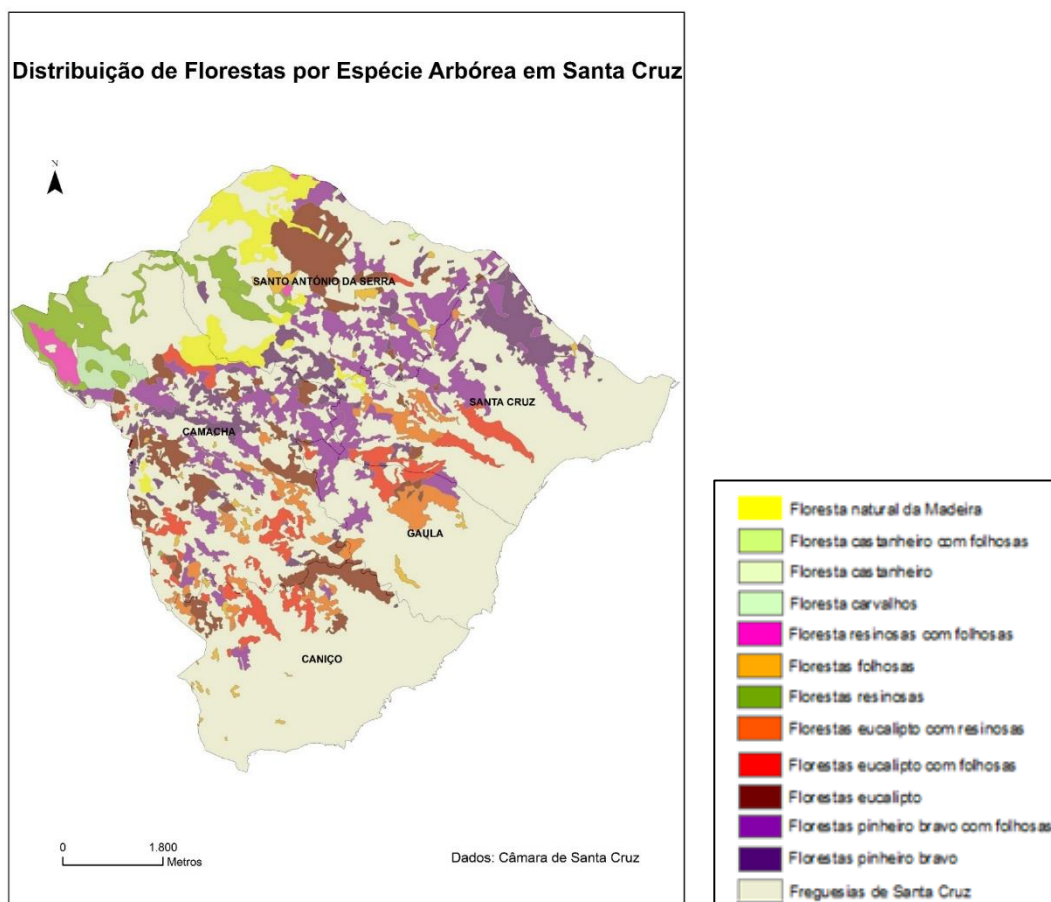 Distribuição de Florestas por Espécie Arbórea em Santa Cruz
N
SANTO ANTÓNIO DA SERRA
SANTA CRUZ
CAMACHA
GAULA
CANIÇO
0 1.800
Metros
Dados: Câmara de Santa Cruz
Floresta natural da Madeira
Floresta castanheiro com folhosas
Floresta castanheiro
Floresta carvalhos
Floresta resinosas com folhosas
Florestas folhosas
Florestas resinosas
Florestas eucalipto com resinosas
Florestas eucalipto com folhosas
Florestas eucalipto
Florestas pinheiro bravo com folhosas
Florestas pinheiro bravo
Freguesias de Santa Cruz